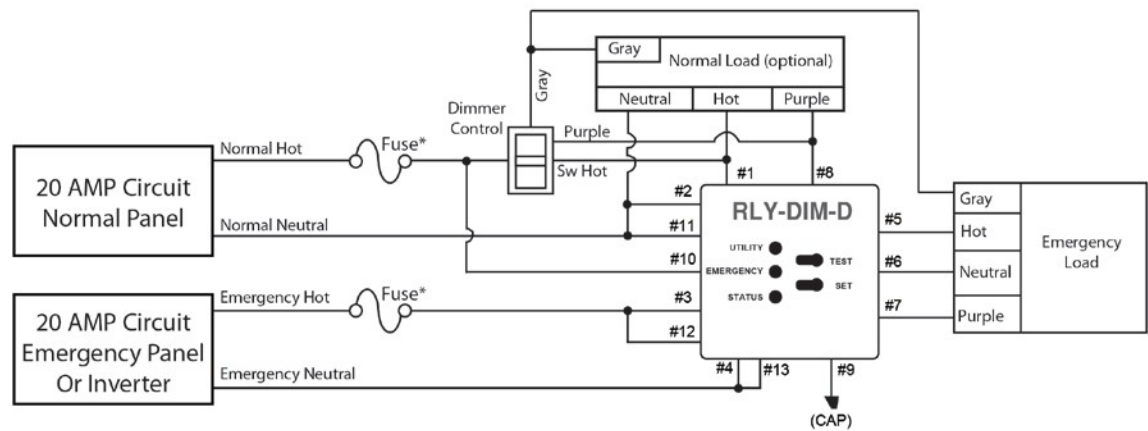 Gray
Normal Load (optional)
Neutral
Hot
Purple
Gray
Dimmer
Control
Purple
Sw Hot
Normal Hot
Fuse*
20 AMP Circuit
Normal Panel
Normal Neutral
#1
#8
#2
#11
#10
#3
#12
#4
#13
#9
(CAP)
RLY-DIM-D
UTILITY
EMERGENCY
STATUS
TEST
SET
#5
#6
#7
Gray
Hot
Neutral
Purple
Emergency
Load
Emergency Hot
Fuse*
20 AMP Circuit
Emergency Panel
Or Inverter
Emergency Neutral